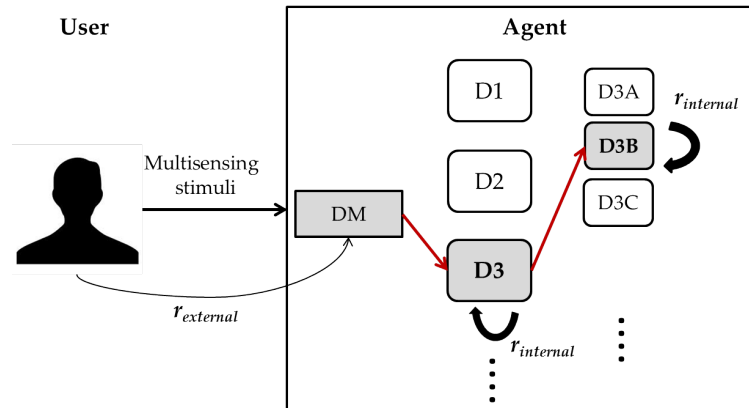 User
Agent
Multisensing
stimuli
DM
D1
D2
D3
D3A
D3B
D3C
r_internal
r_external
r_internal